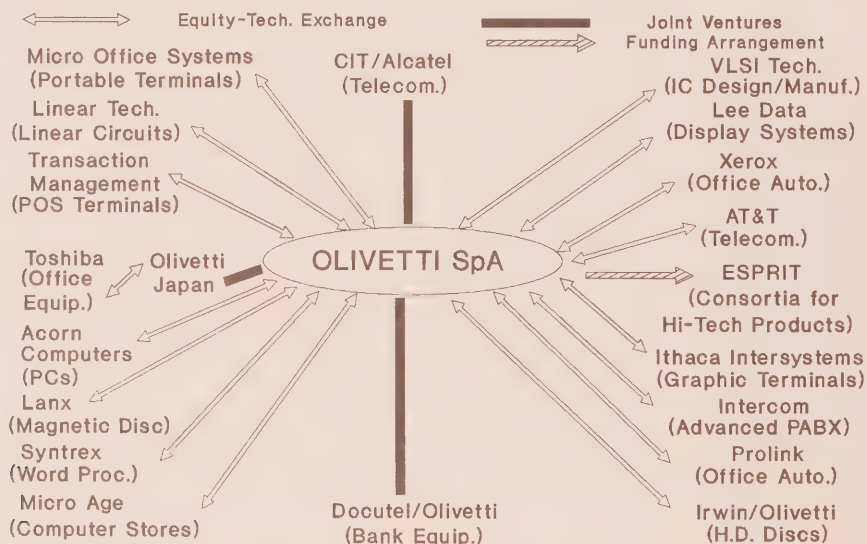 Equity-Tech. Exchange
Joint Ventures
Funding Arrangement
Micro Office Systems
(Portable Terminals)
Linear Tech.
(Linear Circuits)
Transaction
Management
(POS Terminals)
Toshiba
(Office
Equip.)
Olivetti
Japan
Acorn
Computers
(PCs)
Lanx
(Magnetic Disc)
Syntrex
(Word Proc.)
Micro Age
(Computer Stores)
CIT/Alcatel
(Telecom.)
OLIVETTI SpA
Docutel/Olivetti
(Bank Equip.)
VLSI Tech.
(IC Design/Manuf.)
Lee Data
(Display Systems)
Xerox
(Office Auto.)
AT&T
(Telecom.)
ESPRIT
(Consortia for
Hi-Tech Products)
Ithaca Intersystems
(Graphic Terminals)
Intercom
(Advanced PABX)
Prolink
(Office Auto.)
Irwin/Olivetti
(H.D. Discs)